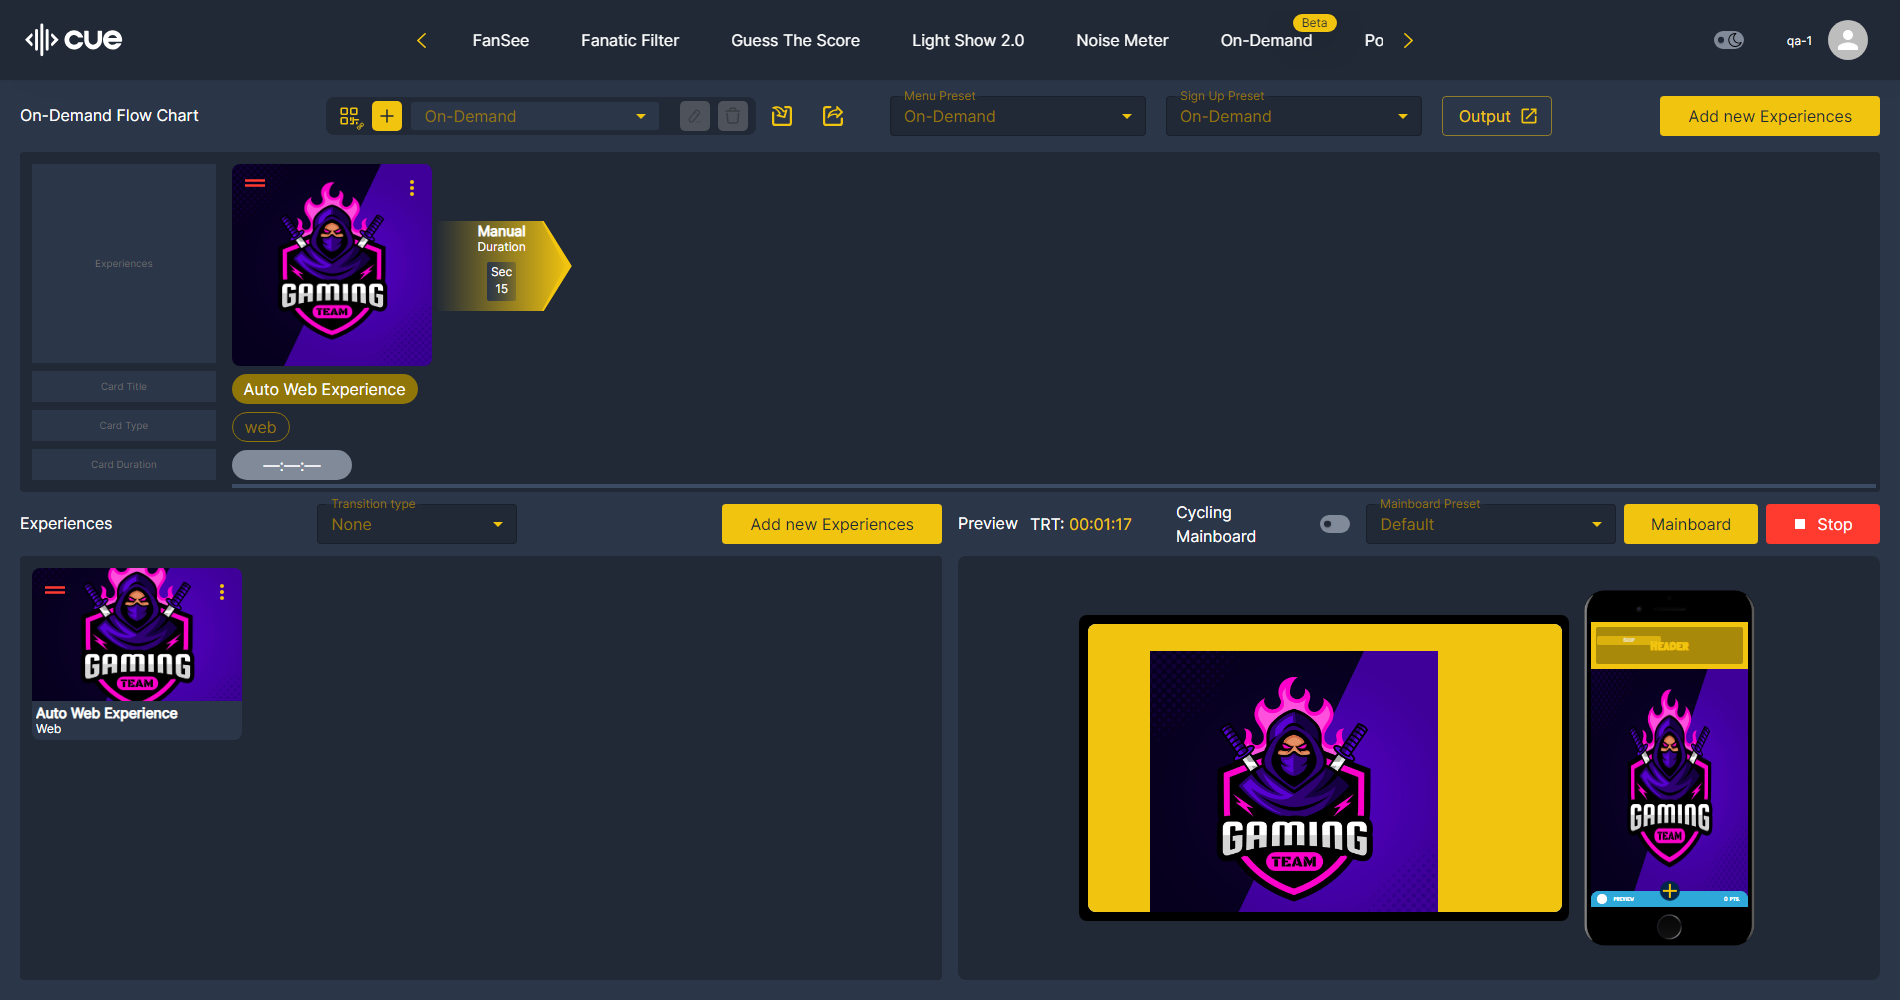 cue
FanSee
Fanatic Filter
Guess The Score
Light Show 2.0
Noise Meter
On-Demand
Beta
Po
qa-1
On-Demand Flow Chart
On-Demand
Menu Preset
On-Demand
Sign Up Preset
On-Demand
Output
Add new Experiences
Experiences
GAMING
TEAM
Manual
Duration
Sec
15
Card Title
Auto Web Experience
Card Type
web
Card Duration
—:—:—
Experiences
Transition type
None
Add new Experiences
Preview
TRT: 00:01:17
Cycling
Mainboard
Mainboard Preset
Default
Mainboard
Stop
GAMING
TEAM
Auto Web Experience
Web
GAMING
TEAM
HEADER
GAMING
TEAM
PREVIEW
0 PTS.